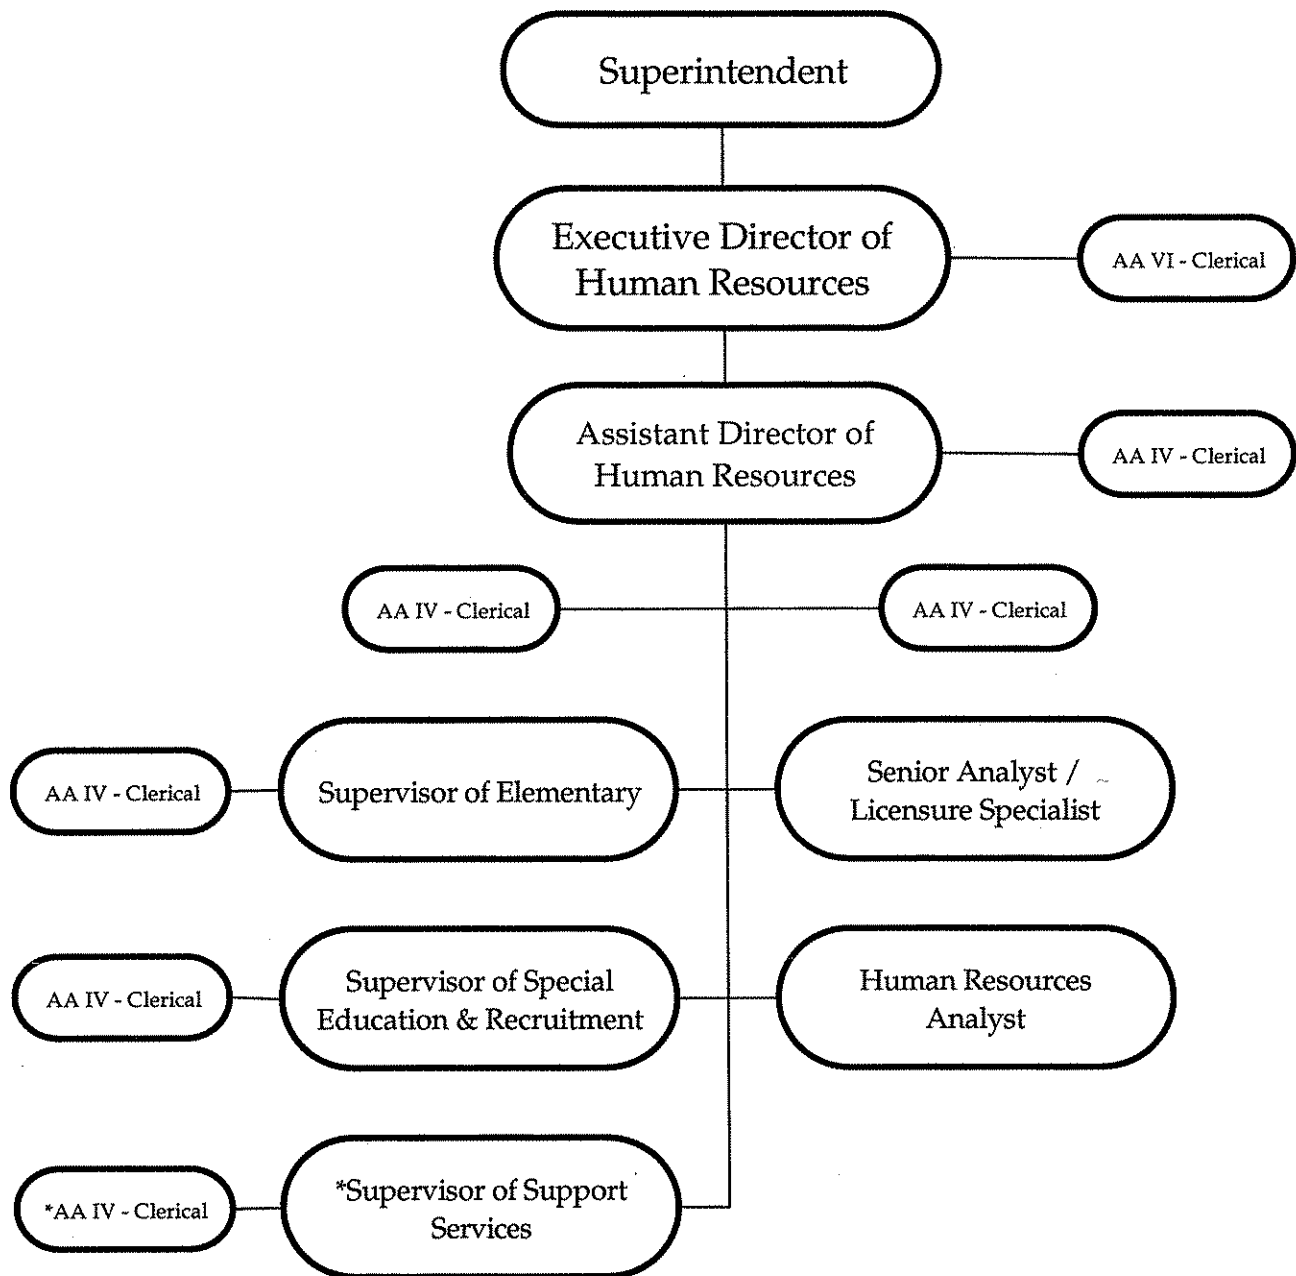 Superintendent
Executive Director of
Human Resources
AA VI - Clerical
Assistant Director of
Human Resources
AA IV - Clerical
AA IV - Clerical
AA IV - Clerical
AA IV - Clerical
Supervisor of Elementary
Senior Analyst /
Licensure Specialist
AA IV - Clerical
Supervisor of Special
Education & Recruitment
Human Resources
Analyst
*AA IV - Clerical
*Supervisor of Support
Services